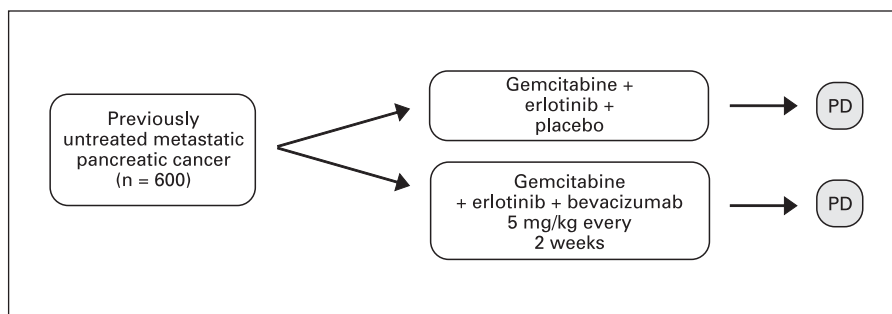 Previously
untreated metastatic
pancreatic cancer
(n = 600)
Gemcitabine +
erlotinib +
placebo
PD
Gemcitabine
+ erlotinib + bevacizumab
5 mg/kg every
2 weeks
PD